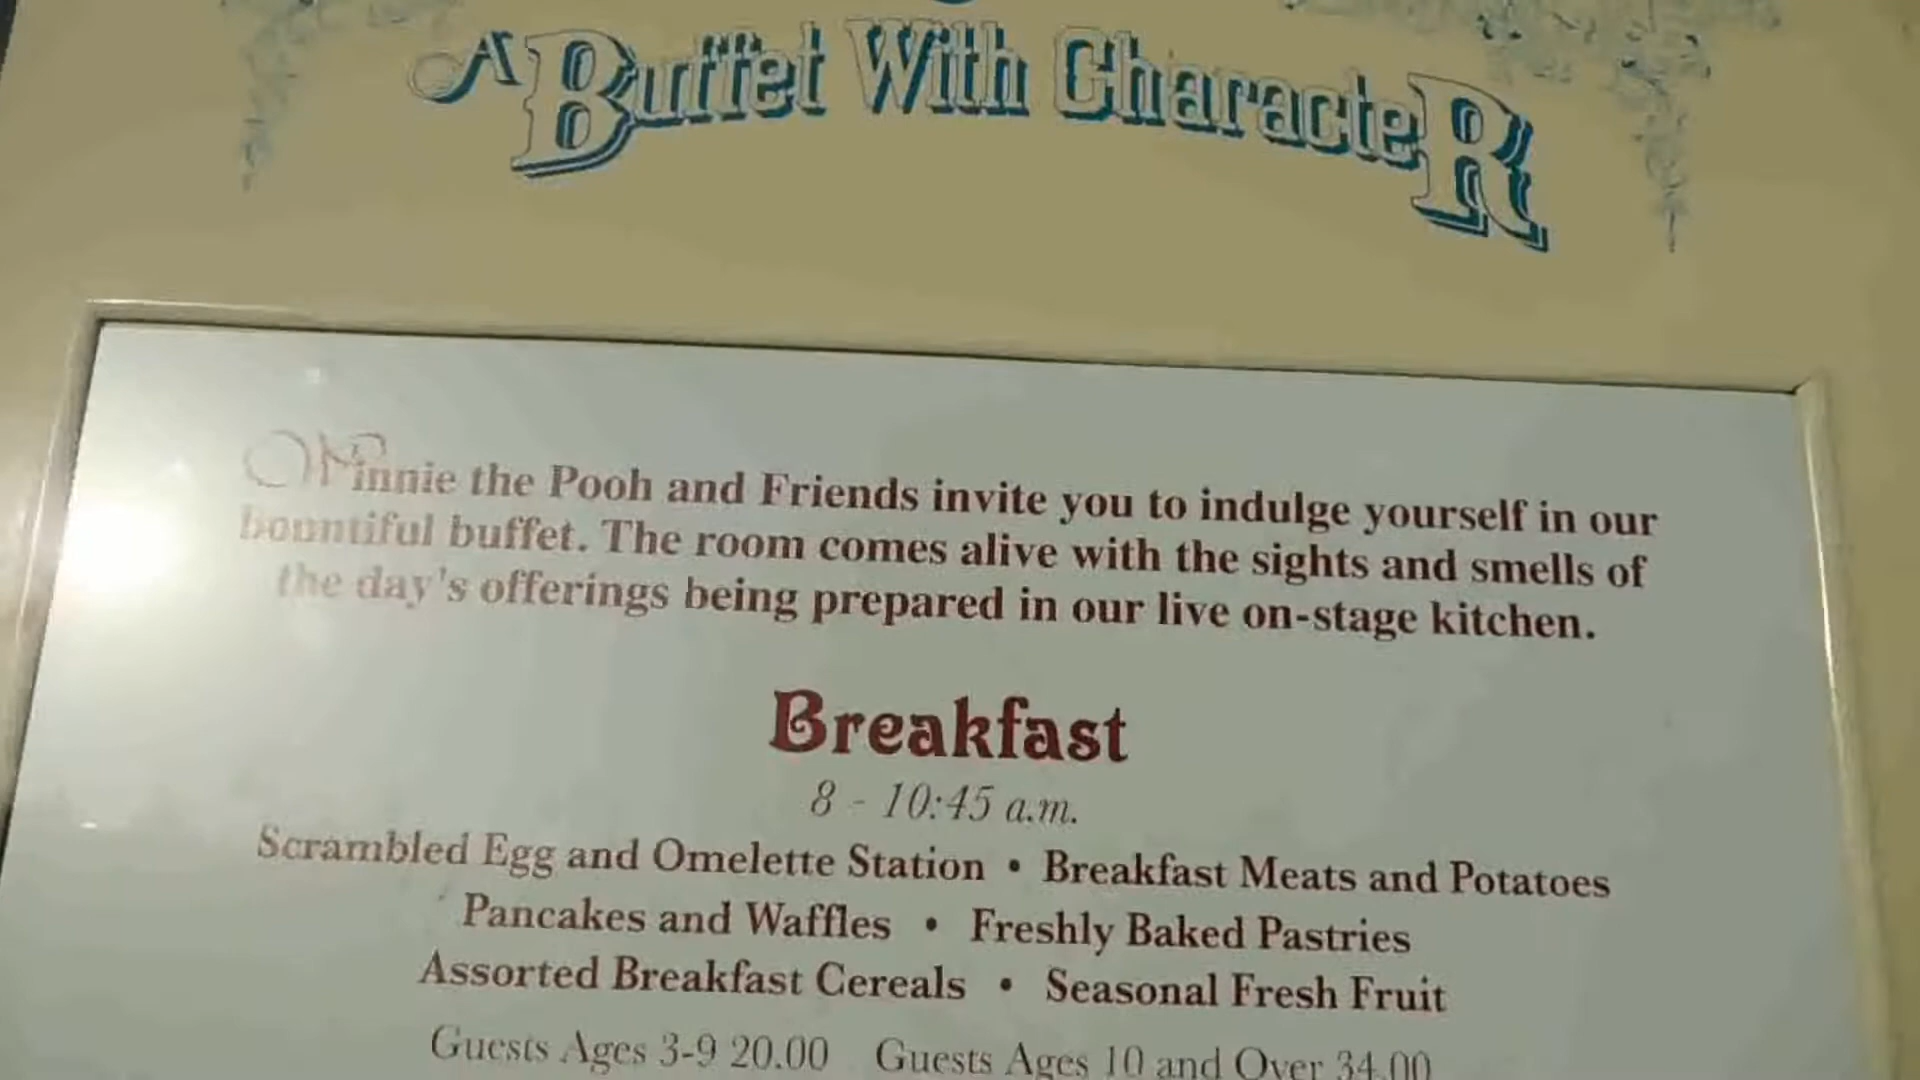 A Buffet With CharacteR
Winnie the Pooh and Friends invite you to indulge yourself in our
bountiful buffet. The room comes alive with the sights and smells of
the day's offerings being prepared in our live on-stage kitchen.
Breakfast
8 - 10:45 a.m.
Scrambled Egg and Omelette Station • Breakfast Meats and Potatoes
Pancakes and Waffles • Freshly Baked Pastries
Assorted Breakfast Cereals • Seasonal Fresh Fruit
Guests Ages 3-9 20.00 Guests Ages 10 and Over 34.00